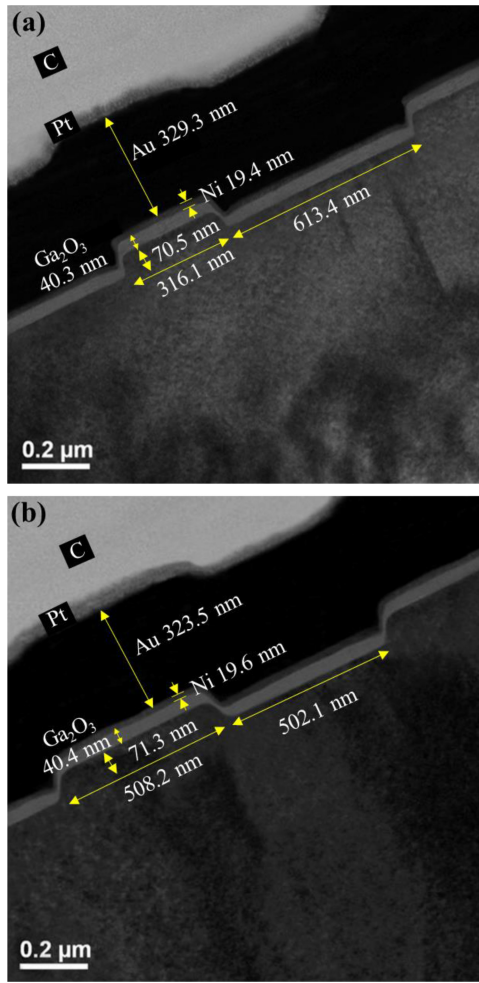 (a)
C
Pt
Au 329.3 nm
Ni 19.4 nm
613.4 nm
Ga₂O₃
40.3 nm
70.5 nm
316.1 nm
0.2 µm
(b)
C
Pt
Au 323.5 nm
Ni 19.6 nm
502.1 nm
Ga₂O₃
40.4 nm
71.3 nm
508.2 nm
0.2 µm